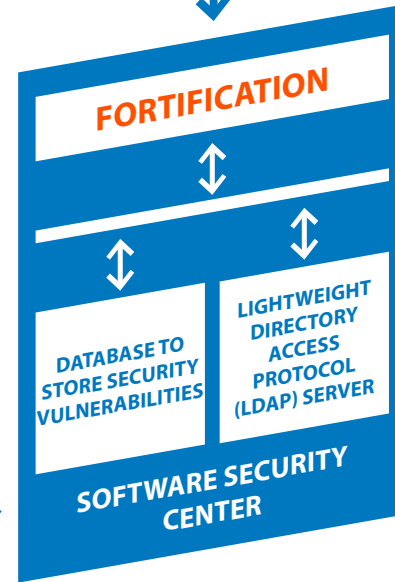 FORTIFICATION
DATABASE TO
STORE SECURITY
VULNERABILITIES
LIGHTWEIGHT
DIRECTORY
ACCESS
PROTOCOL
(LDAP) SERVER
SOFTWARE SECURITY
CENTER